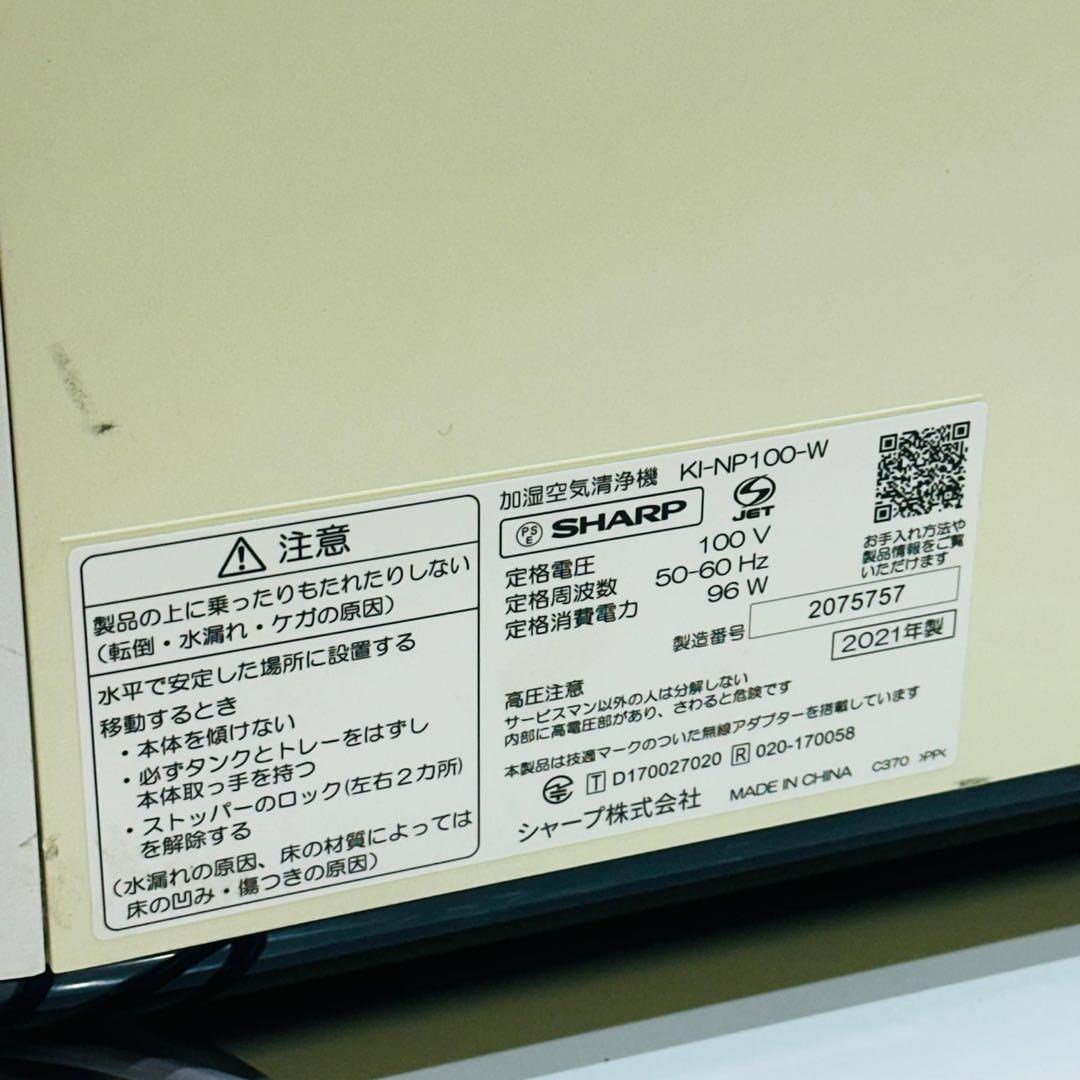 注意
製品の上に乗ったりもたれたりしない
（転倒・水漏れ・ケガの原因）
水平で安定した場所に設置する
移動するとき
・本体を傾けない
・必ずタンクとトレーをはずし
本体取っ手を持つ
・ストッパーのロック(左右２カ所)
を解除する
（水漏れの原因、床の材質によっては
床の凹み・傷つきの原因）
加湿空気清浄機 KI-NP100-W
PSE SHARP JET
定格電圧 100 V
定格周波数 50-60 Hz
定格消費電力 96 W
お手入れ方法や
製品情報をご覧
いただけます
製造番号 2075757
2021年製
高圧注意
サービスマン以外の人は分解しない
内部に高電圧部があり、さわると危険です
本製品は技適マークのついた無線アダプターを搭載しています
T D170027020 R 020-170058
シャープ株式会社 MADE IN CHINA C370 >PP<